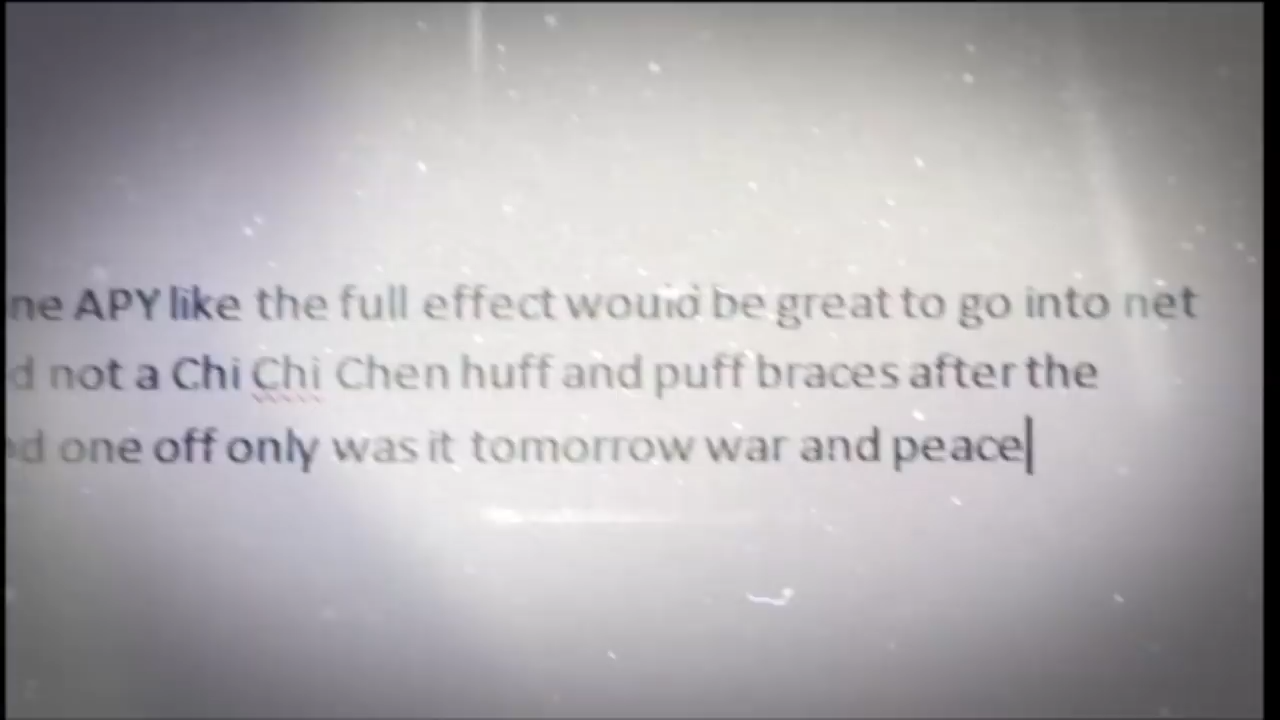 ne APY like the full effect would be great to go into net
d not a Chi Chi Chen huff and puff braces after the
d one off only was it tomorrow war and peace